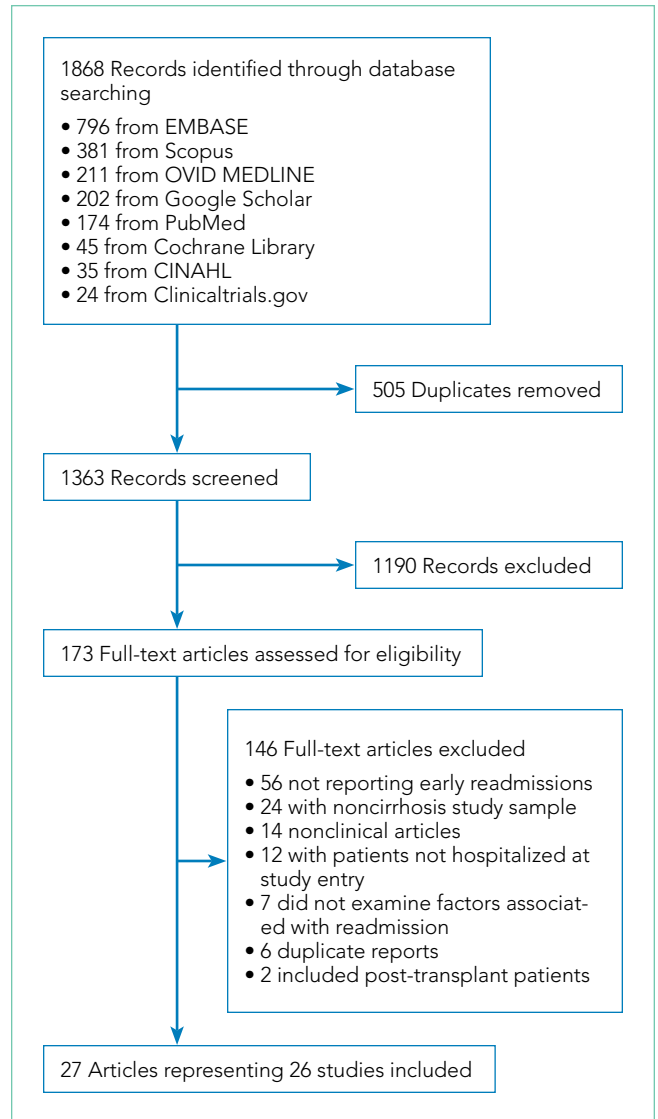 1868 Records identified through database
searching
• 796 from EMBASE
• 381 from Scopus
• 211 from OVID MEDLINE
• 202 from Google Scholar
• 174 from PubMed
• 45 from Cochrane Library
• 35 from CINAHL
• 24 from Clinicaltrials.gov
505 Duplicates removed
1363 Records screened
1190 Records excluded
173 Full-text articles assessed for eligibility
146 Full-text articles excluded
• 56 not reporting early readmissions
• 24 with noncirrhosis study sample
• 14 nonclinical articles
• 12 with patients not hospitalized at
study entry
• 7 did not examine factors associat-
ed with readmission
• 6 duplicate reports
• 2 included post-transplant patients
27 Articles representing 26 studies included